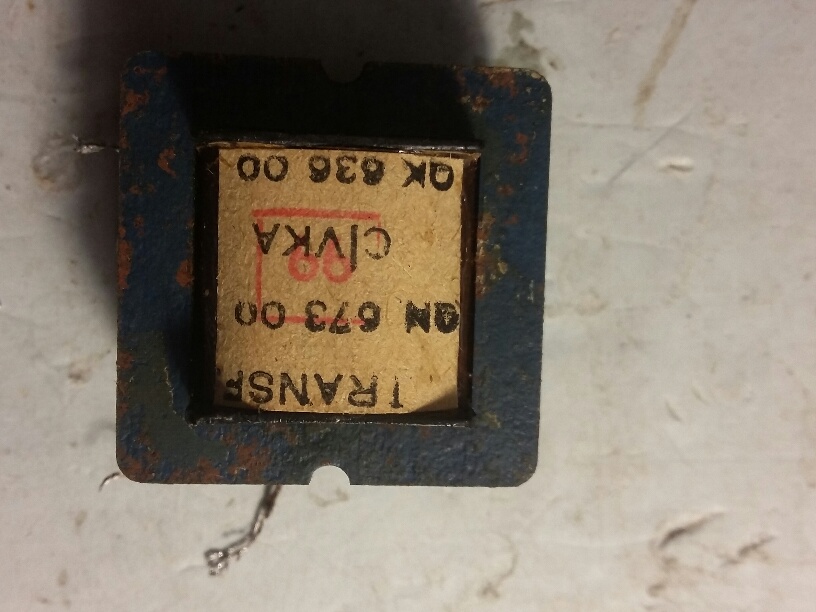 TRANSF
QN 673 00
CÍVKA
QK 636 00